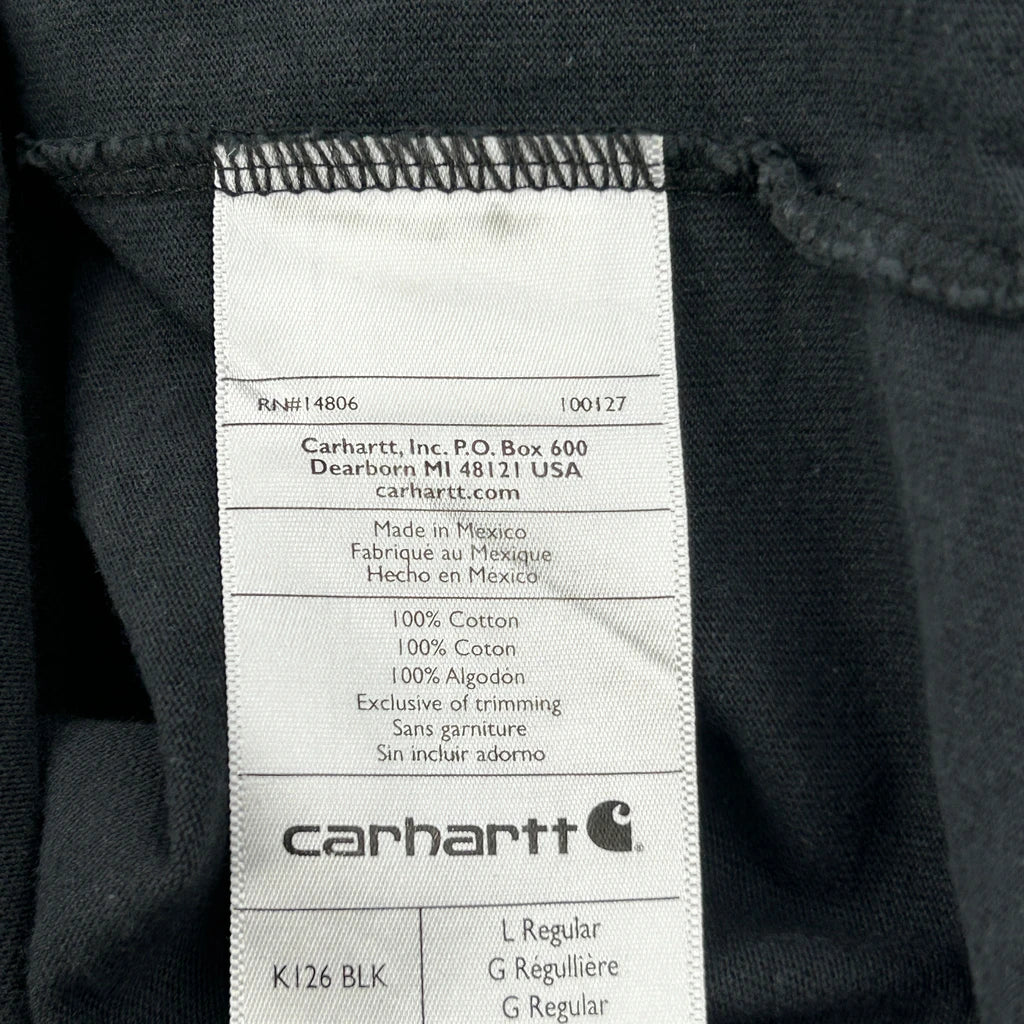 RN#14806 100127
Carhartt, Inc. P.O. Box 600
Dearborn MI 48121 USA
carhartt.com
Made in Mexico
Fabriqué au Mexique
Hecho en Mexico
100% Cotton
100% Coton
100% Algodón
Exclusive of trimming
Sans garniture
Sin incluir adorno
carhartt
L Regular
K126 BLK G Régullière
G Regular